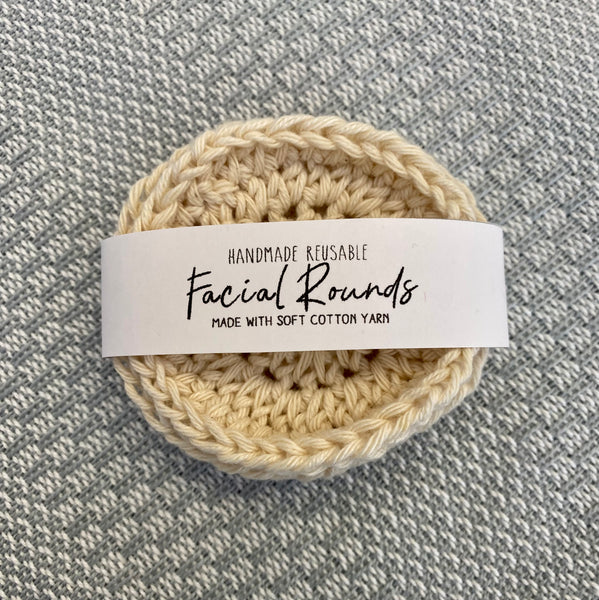 HANDMADE REUSABLE
Facial Rounds
MADE WITH SOFT COTTON YARN